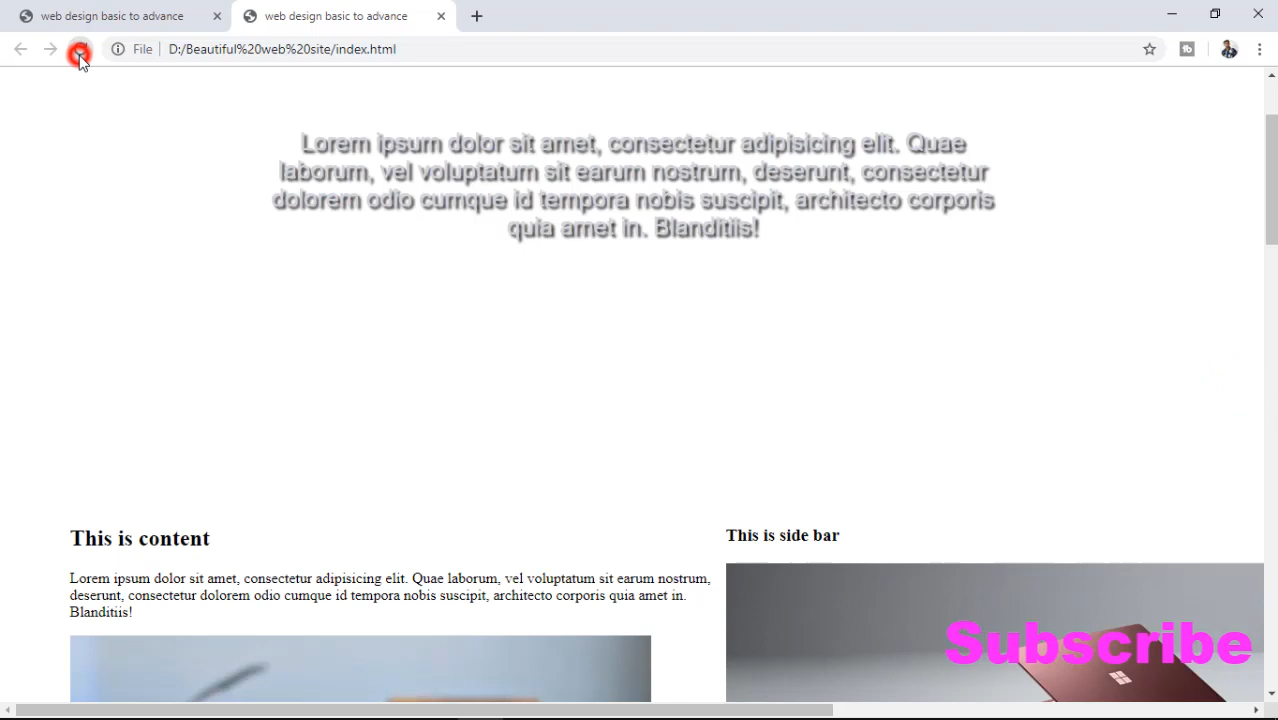 web design basic to advance
web design basic to advance
File
D:/Beautiful%20web%20site/index.html
Lorem ipsum dolor sit amet, consectetur adipisicing elit. Quae
laborum, vel voluptatum sit earum nostrum, deserunt, consectetur
dolorem odio cumque id tempora nobis suscipit, architecto corporis
quia amet in. Blanditiis!
This is content
Lorem ipsum dolor sit amet, consectetur adipisicing elit. Quae laborum, vel voluptatum sit earum nostrum,
deserunt, consectetur dolorem odio cumque id tempora nobis suscipit, architecto corporis quia amet in.
Blanditiis!
This is side bar
Subscribe